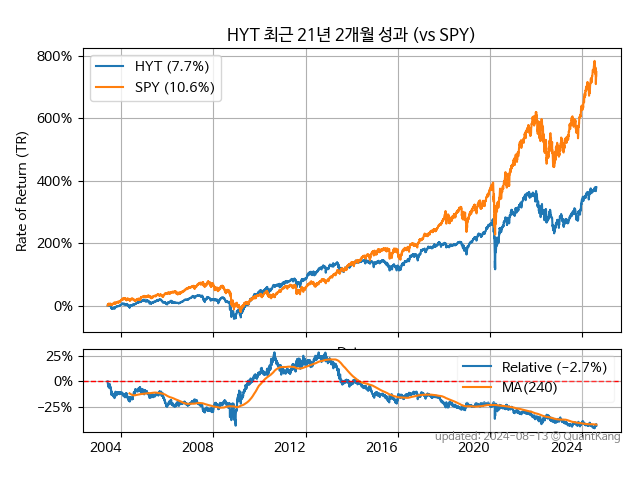 HYT 최근 21년 2개월 성과 (vs SPY)
800%
600%
400%
200%
0%
Rate of Return (TR)
HYT (7.7%)
SPY (10.6%)
25%
0%
−25%
Relative (−2.7%)
MA(240)
2004 2008 2012 2016 2020 2024
updated: 2024-08-13 © QuantKang